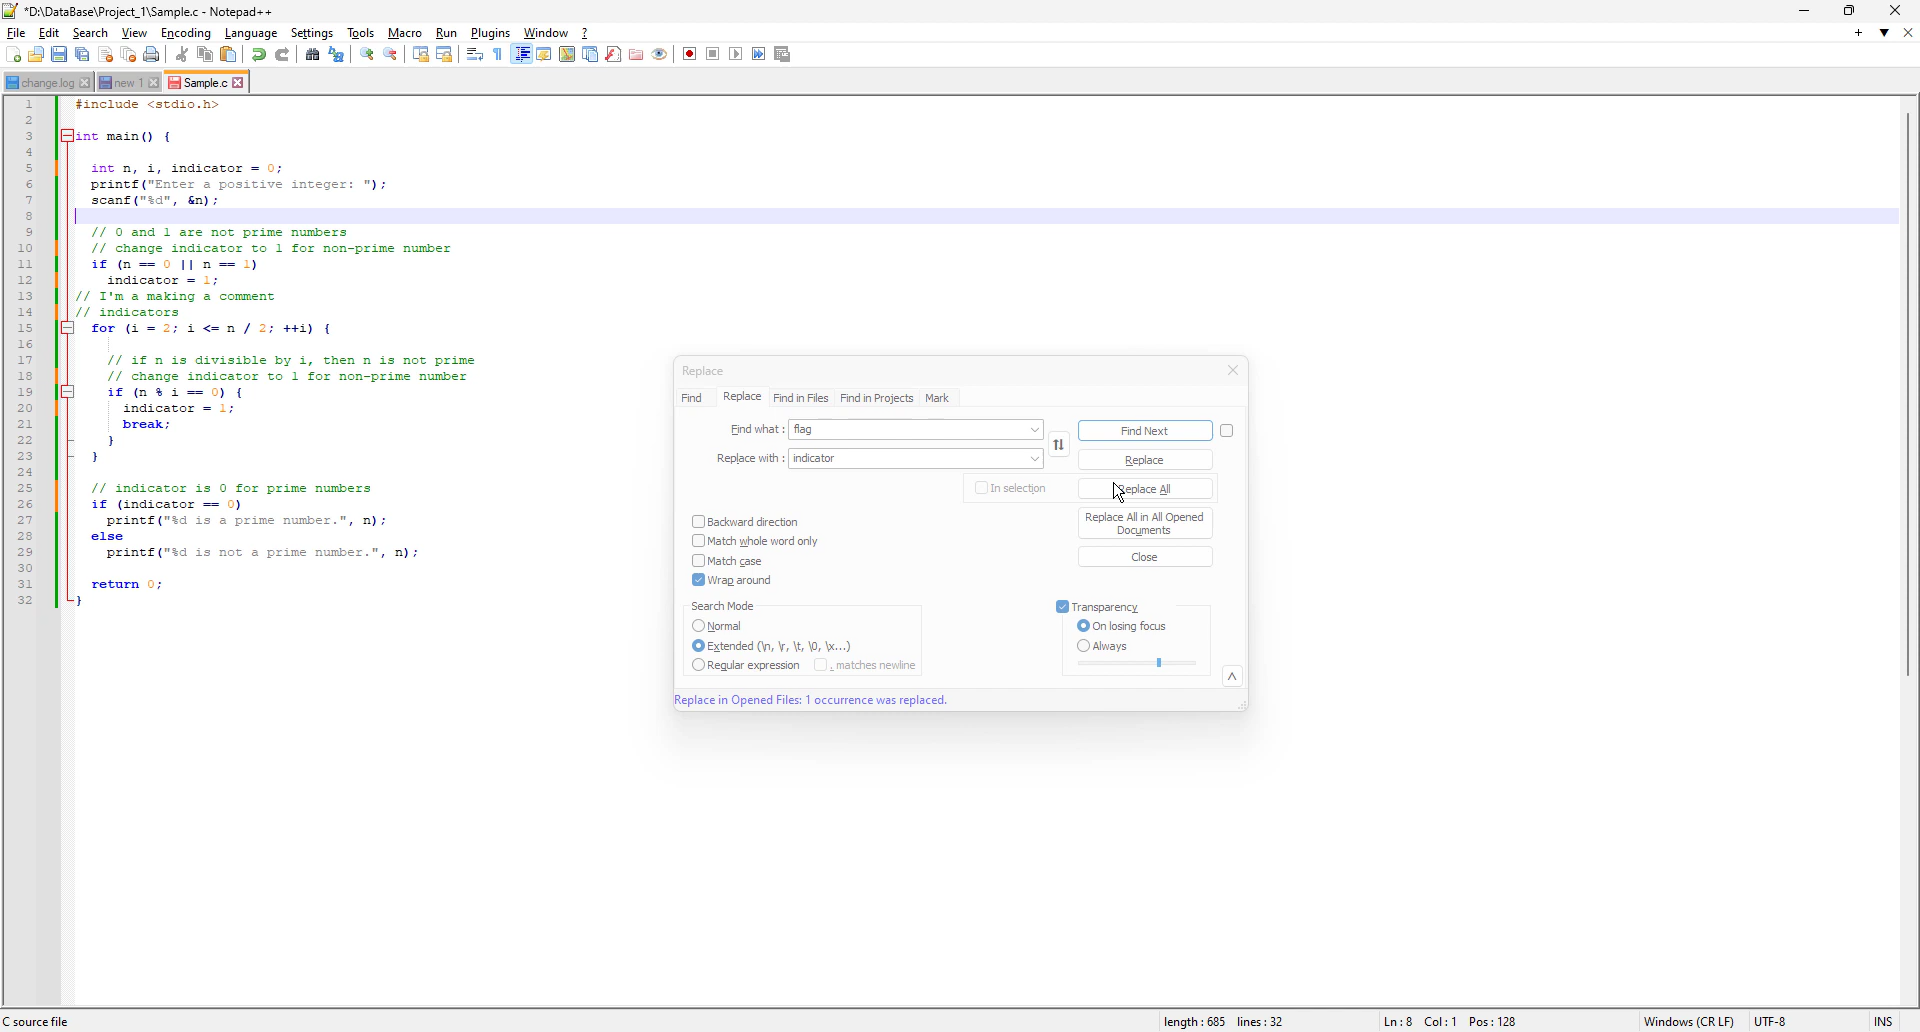 *D:\DataBase\Project_1\Sample.c - Notepad++
File Edit Search View Encoding Language Settings Tools Macro Run Plugins Window ?
change.log new 1 Sample.c
1 #include <stdio.h>
2
3 int main() {
4
5 int n, i, indicator = 0;
6 printf("Enter a positive integer: ");
7 scanf("%d", &n);
8
9 // 0 and 1 are not prime numbers
10 // change indicator to 1 for non-prime number
11 if (n == 0 || n == 1)
12 indicator = 1;
13 // I'm a making a comment
14 // indicators
15 for (i = 2; i <= n / 2; ++i) {
16
17 // if n is divisible by i, then n is not prime
18 // change indicator to 1 for non-prime number
19 if (n % i == 0) {
20 indicator = 1;
21 break;
22 }
23 }
24
25 // indicator is 0 for prime numbers
26 if (indicator == 0)
27 printf("%d is a prime number.", n);
28 else
29 printf("%d is not a prime number.", n);
30
31 return 0;
32 }
Replace
Find Replace Find in Files Find in Projects Mark
Find what : flag Find Next
Replace with : indicator Replace
In selection Replace All
Backward direction Replace All in All Opened
Documents
Match whole word only
Match case Close
Wrap around
Search Mode Transparency
Normal On losing focus
Extended (\n, \r, \t, \0, \x...) Always
Regular expression . matches newline
Replace in Opened Files: 1 occurrence was replaced.
C source file length : 685 lines : 32 Ln : 8 Col : 1 Pos : 128 Windows (CR LF) UTF-8 INS